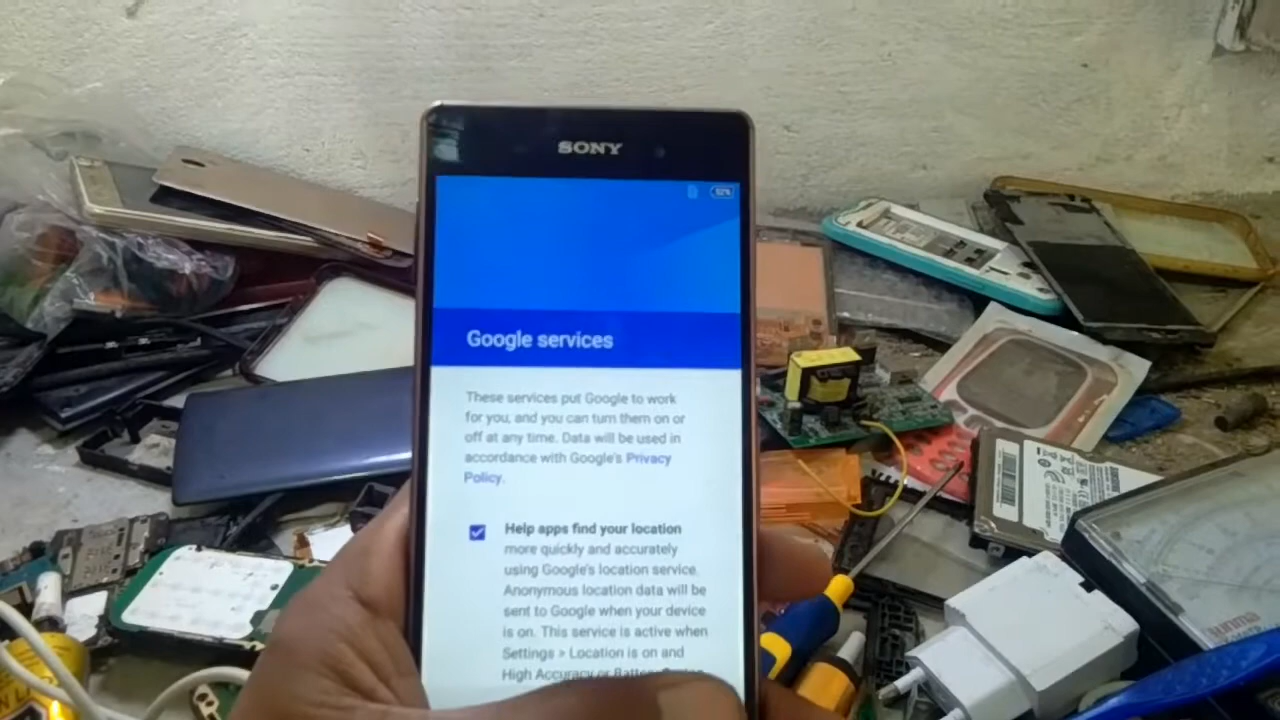 SONY
92%
Google services
These services put Google to work
for you, and you can turn them on or
off at any time. Data will be used in
accordance with Google's Privacy
Policy.
Help apps find your location
more quickly and accurately
using Google's location service.
Anonymous location data will be
sent to Google when your device
is on. This service is active when
Settings > Location is on and
High Accuracy or Battery